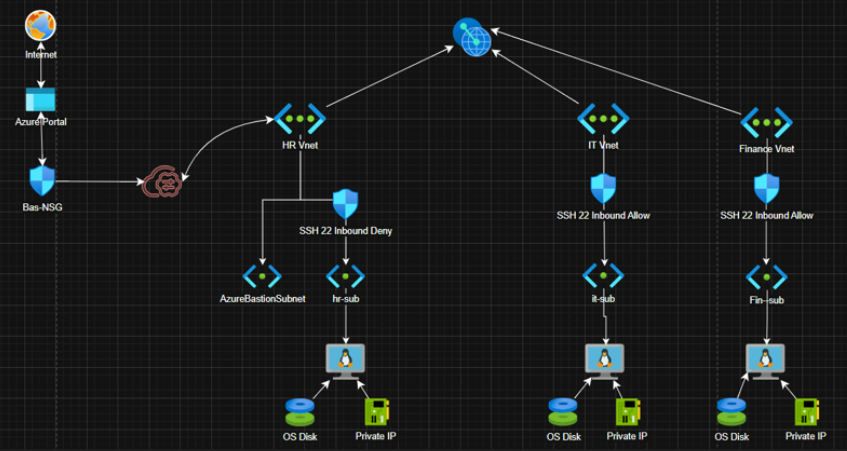 Internet
Azure Portal
Bas-NSG
HR Vnet
IT Vnet
Finance Vnet
SSH 22 Inbound Deny
SSH 22 Inbound Allow
SSH 22 Inbound Allow
AzureBastionSubnet
hr-sub
it-sub
Fin--sub
OS Disk
Private IP
OS Disk
Private IP
OS Disk
Private IP